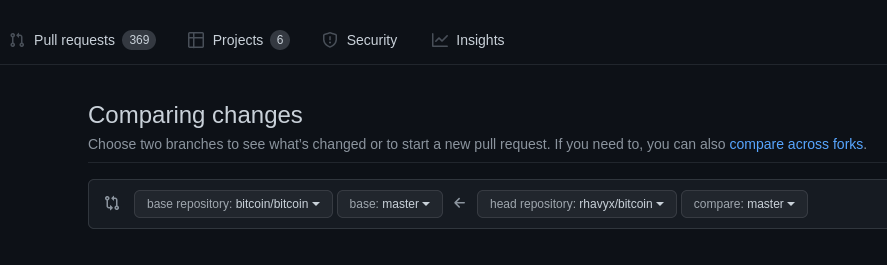 Pull requests 369 Projects 6 Security Insights
Comparing changes
Choose two branches to see what's changed or to start a new pull request. If you need to, you can also compare across forks.
base repository: bitcoin/bitcoin base: master head repository: rhavyx/bitcoin compare: master